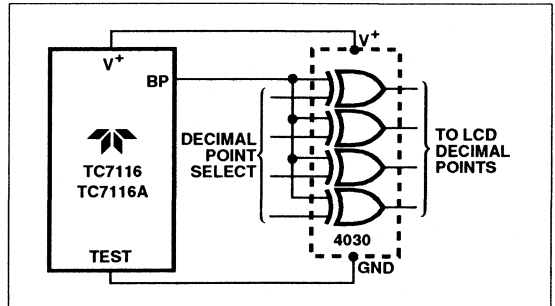 V+
V+
BP
TC7116
TC7116A
DECIMAL
POINT
SELECT
TO LCD
DECIMAL
POINTS
4030
TEST
GND